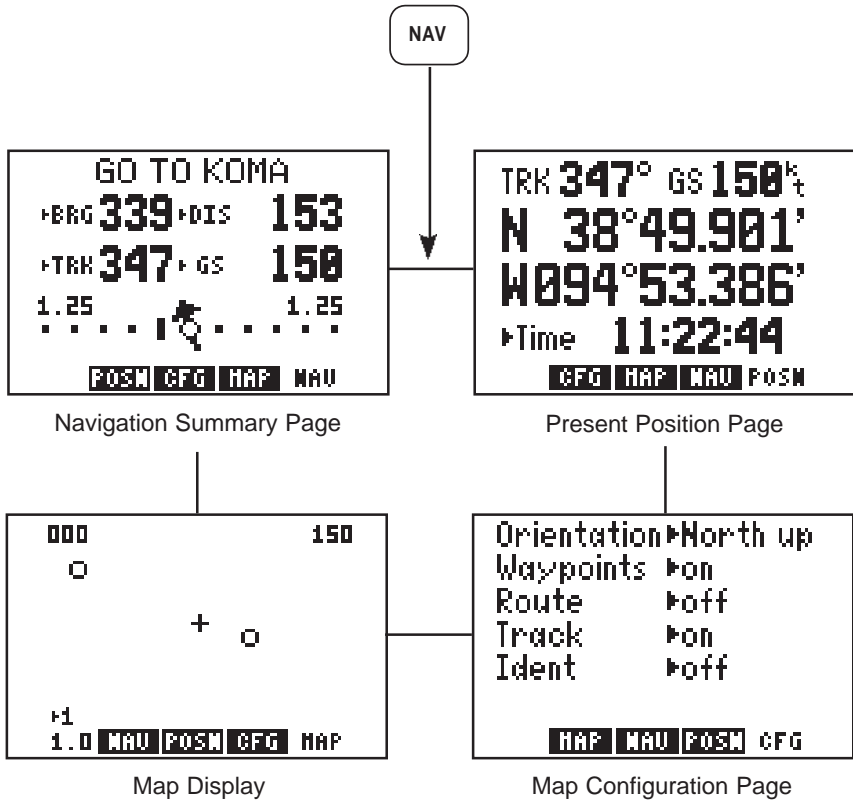 NAV
GO TO KOMA
▸BRG 339 ▸DIS 153
▸TRK 347 ▸GS 150
1.25 1.25
POSN CFG MAP NAV
Navigation Summary Page
TRK 347° GS 150kt
N 38°49.901'
W094°53.386'
▸Time 11:22:44
CFG MAP NAV POSN
Present Position Page
000 150
▸1
1.0 NAV POSN CFG MAP
Map Display
Orientation▸North up
Waypoints ▸on
Route ▸off
Track ▸on
Ident ▸off
MAP NAV POSN CFG
Map Configuration Page